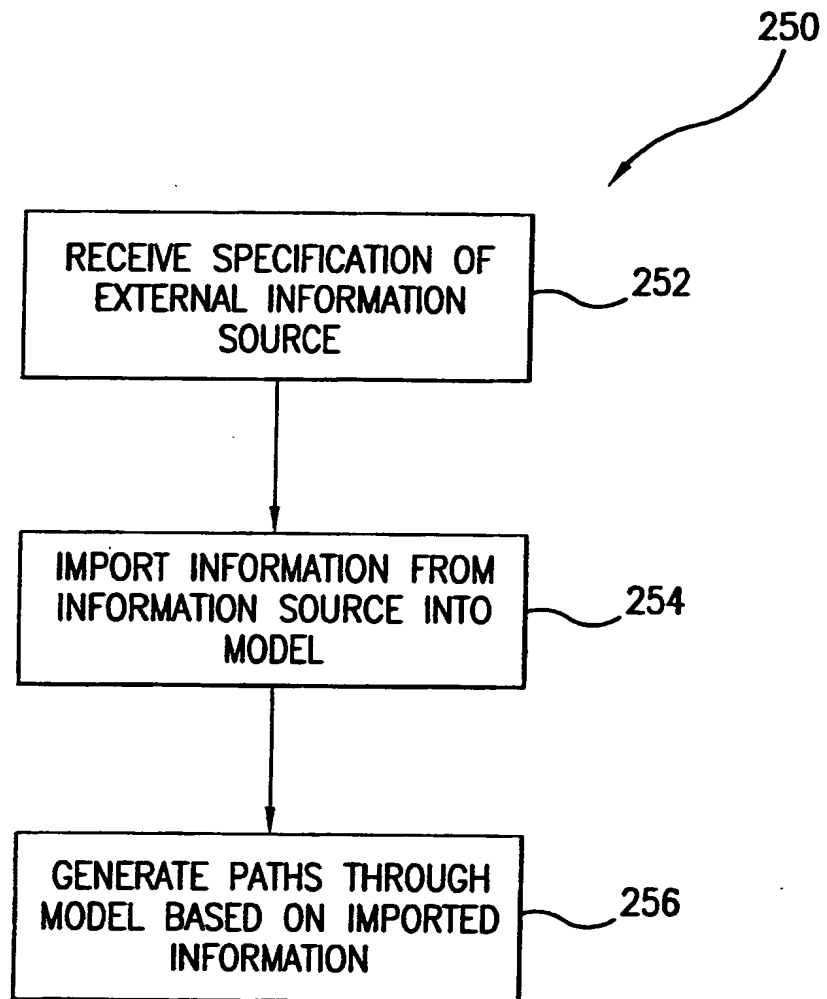 250
RECEIVE SPECIFICATION OF
EXTERNAL INFORMATION
SOURCE
252
IMPORT INFORMATION FROM
INFORMATION SOURCE INTO
MODEL
254
GENERATE PATHS THROUGH
MODEL BASED ON IMPORTED
INFORMATION
256